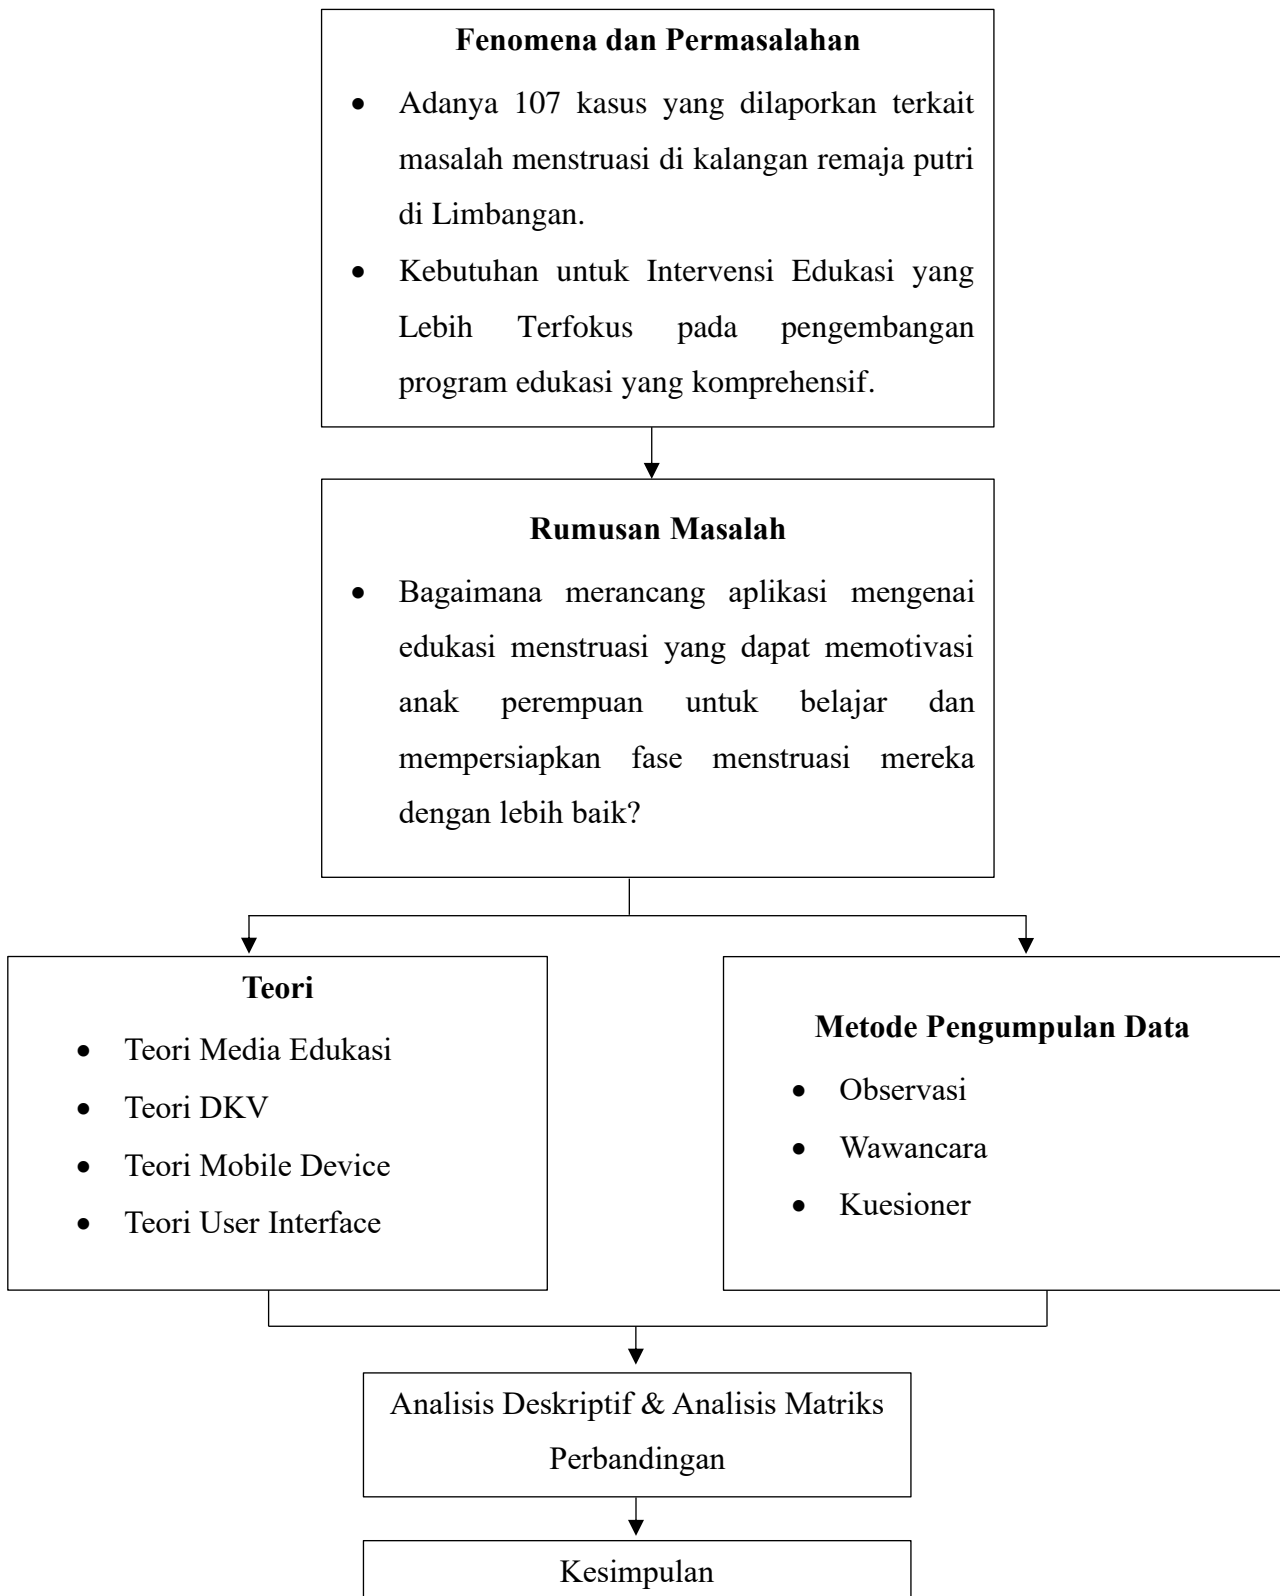 Fenomena dan Permasalahan
• Adanya 107 kasus yang dilaporkan terkait
masalah menstruasi di kalangan remaja putri
di Limbangan.
• Kebutuhan untuk Intervensi Edukasi yang
Lebih Terfokus pada pengembangan
program edukasi yang komprehensif.
Rumusan Masalah
• Bagaimana merancang aplikasi mengenai
edukasi menstruasi yang dapat memotivasi
anak perempuan untuk belajar dan
mempersiapkan fase menstruasi mereka
dengan lebih baik?
Teori
• Teori Media Edukasi
• Teori DKV
• Teori Mobile Device
• Teori User Interface
Metode Pengumpulan Data
• Observasi
• Wawancara
• Kuesioner
Analisis Deskriptif & Analisis Matriks
Perbandingan
Kesimpulan